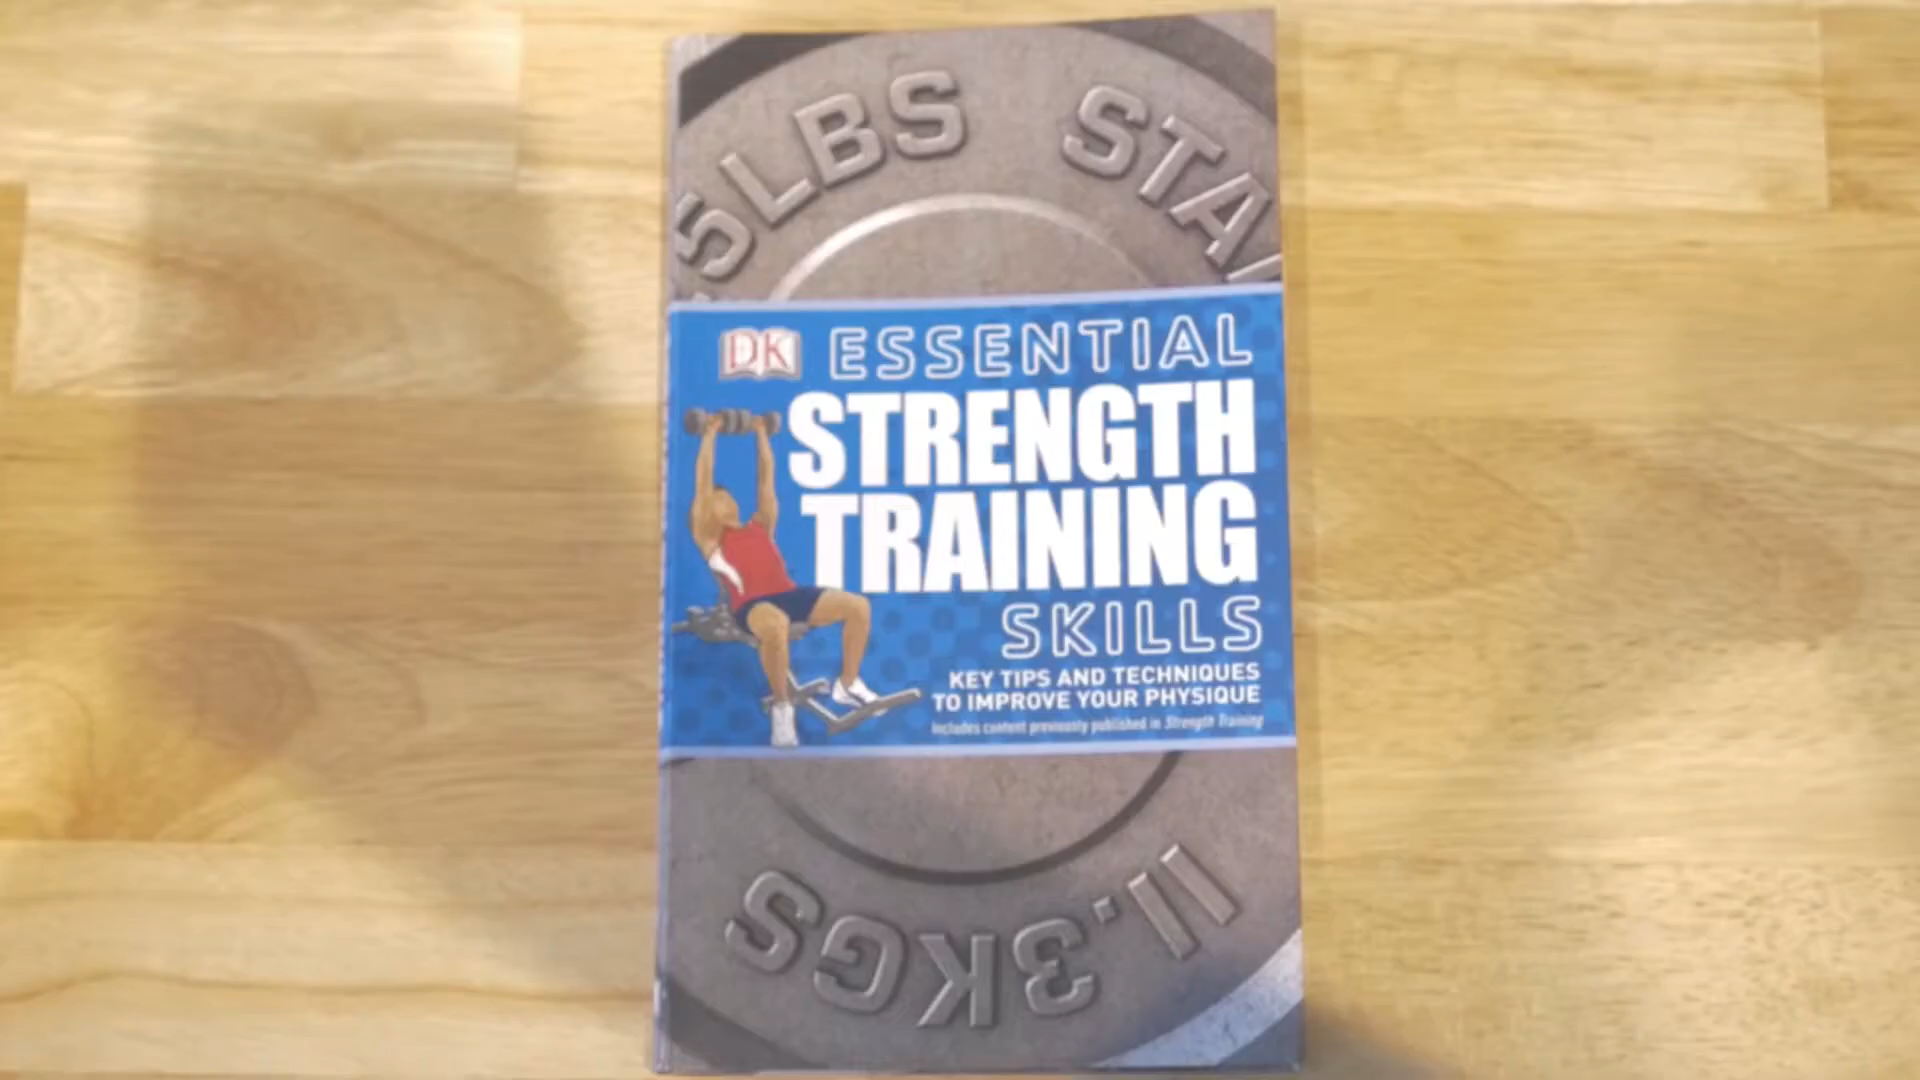 5LBS STA
DK ESSENTIAL
STRENGTH
TRAINING
SKILLS
KEY TIPS AND TECHNIQUES
TO IMPROVE YOUR PHYSIQUE
Includes content previously published in Strength Training
11.3KGS